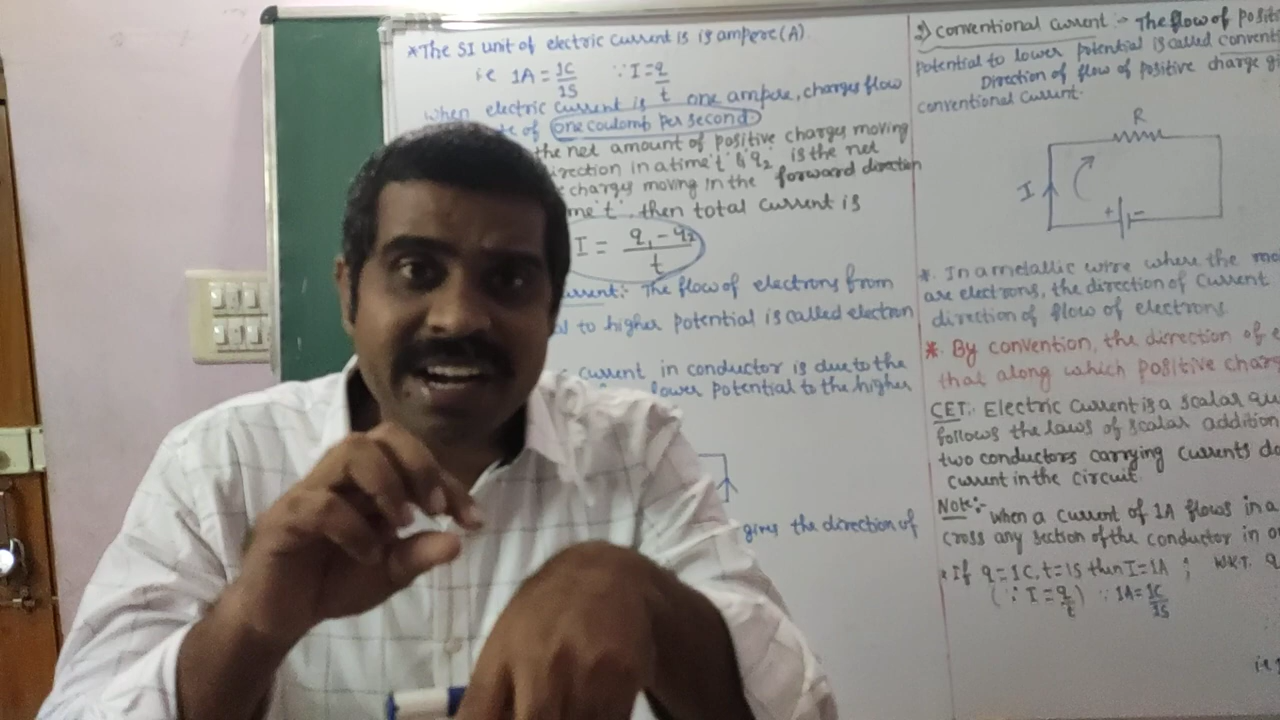 *The SI unit of electric current is is ampere(A)
ie 1A = 1C/1S ∵ I = q/t
when electric current is one ampere, charges flow
of one coulomb per second.
the net amount of positive charges moving
direction in a time 't' & q2 is the net
charges moving in the forward direction
me 't', then total current is
I = q1 - q2 / t
current:- The flow of electrons from
to higher potential is called electron
current in conductor is due to the
lower potential to the higher
gives the direction of
2) conventional current :- The flow of posit
potential to lower potential is called convent
Direction of flow of positive charge gi
conventional current.
R
I
+ -
*. In a metallic wire where the mo
are electrons, the direction of current
direction of flow of electrons.
*. By convention, the direction of
that along which positive charg
CET:. Electric current is a scalar qu
follows the laws of scalar addition
two conductors carrying currents do
current in the circuit
Note:- when a current of 1A flows in a
cross any section of the conductor in o
* If q=1C, t=1s then I=1A ; W.K.T. q
(∵ I = q/t) ∵ 1A = 1C/1S